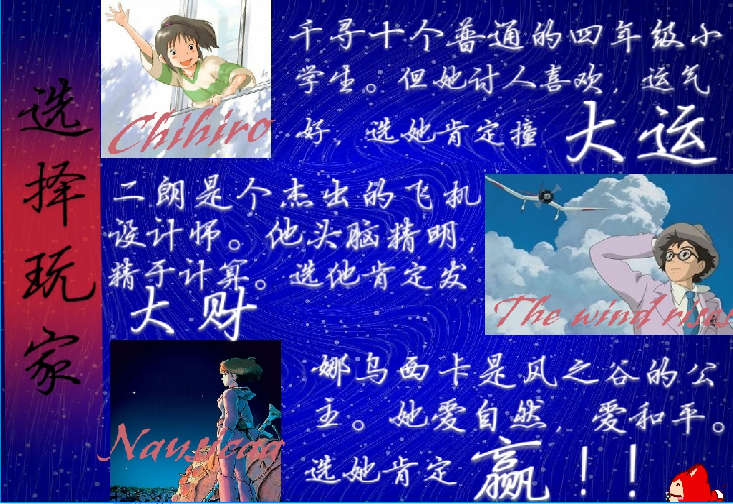 选择玩家
Chihiro
千寻十个普通的四年级小
学生。但她讨人喜欢，运气
好，选她肯定撞 大运
二朗是个杰出的飞机
设计师。他头脑精明，
精于计算。选他肯定发
大财
The wind rises
Nausicaa
娜乌西卡是风之谷的公
主。她爱自然，爱和平。
选她肯定 赢！！